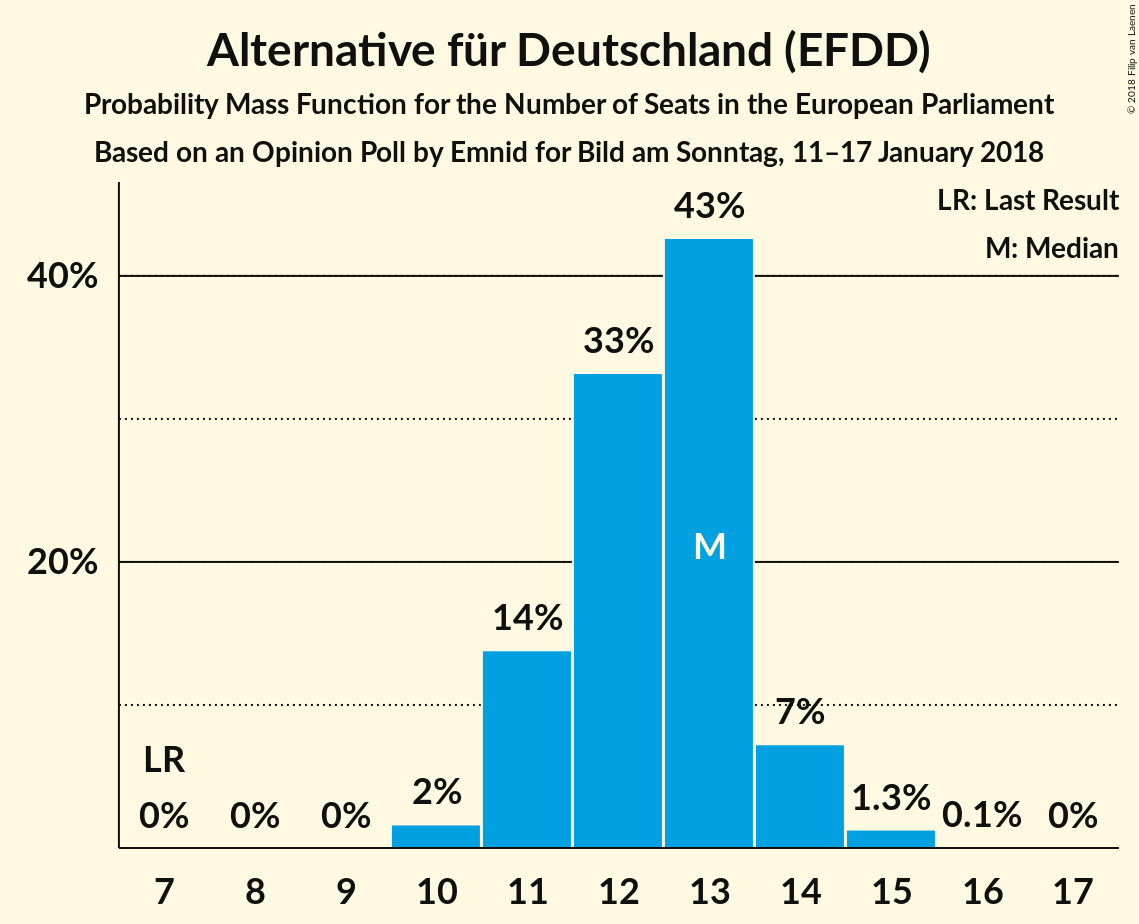 Alternative für Deutschland (EFDD)
Probability Mass Function for the Number of Seats in the European Parliament
Based on an Opinion Poll by Emnid for Bild am Sonntag, 11–17 January 2018
© 2018 Filip van Laenen
LR: Last Result
M: Median
43%
40%
33%
M
20%
14%
7%
LR
2%
1.3%
0% 0% 0% 0.1% 0%
7 8 9 10 11 12 13 14 15 16 17